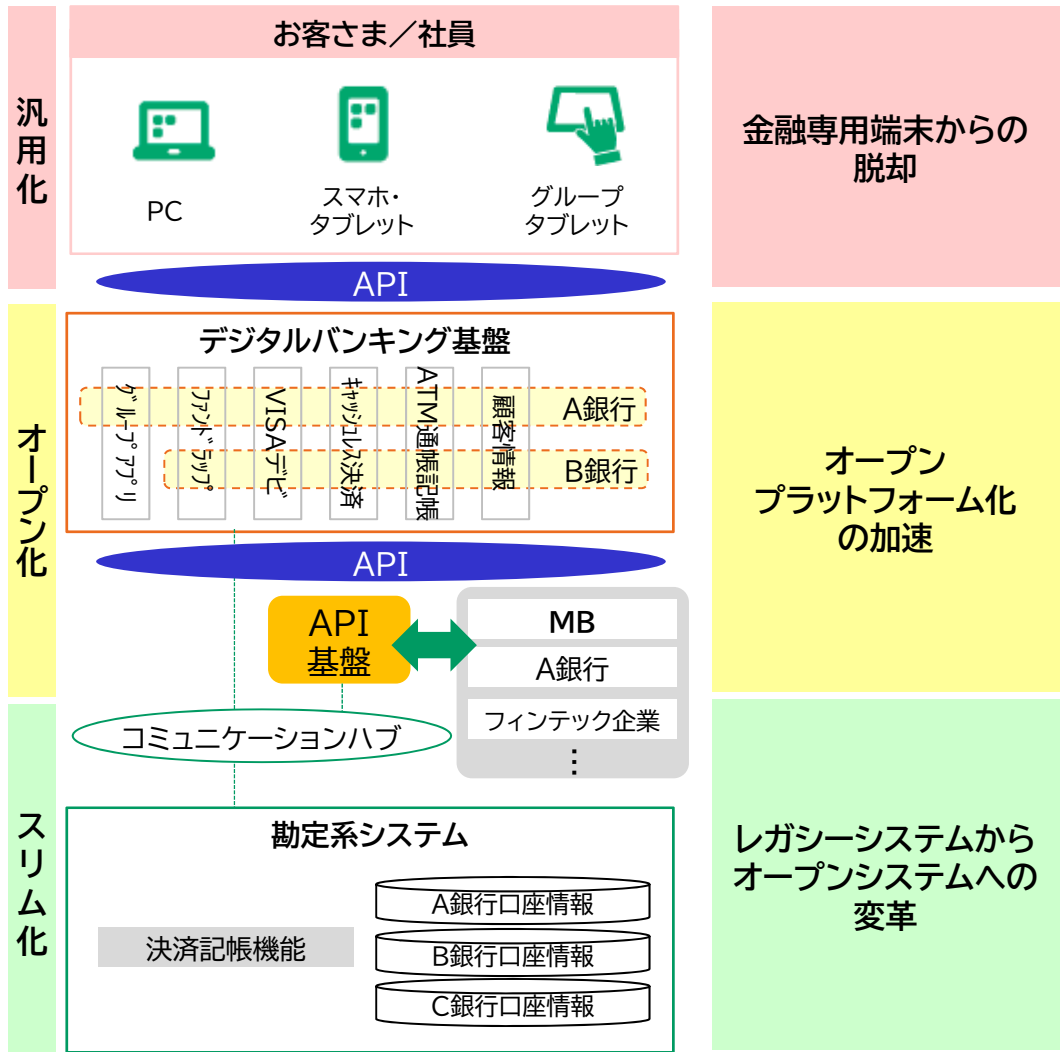 汎用化
お客さま／社員
PC
スマホ・
タブレット
グループ
タブレット
金融専用端末からの
脱却
API
オープン化
デジタルバンキング基盤
グループアプリ
ファンドラップ
VISAデビ
キャッシュレス決済
ATM通帳記帳
顧客情報
A銀行
B銀行
API
API
基盤
MB
A銀行
フィンテック企業
⋮
オープン
プラットフォーム化
の加速
コミュニケーションハブ
スリム化
勘定系システム
決済記帳機能
A銀行口座情報
B銀行口座情報
C銀行口座情報
レガシーシステムから
オープンシステムへの
変革